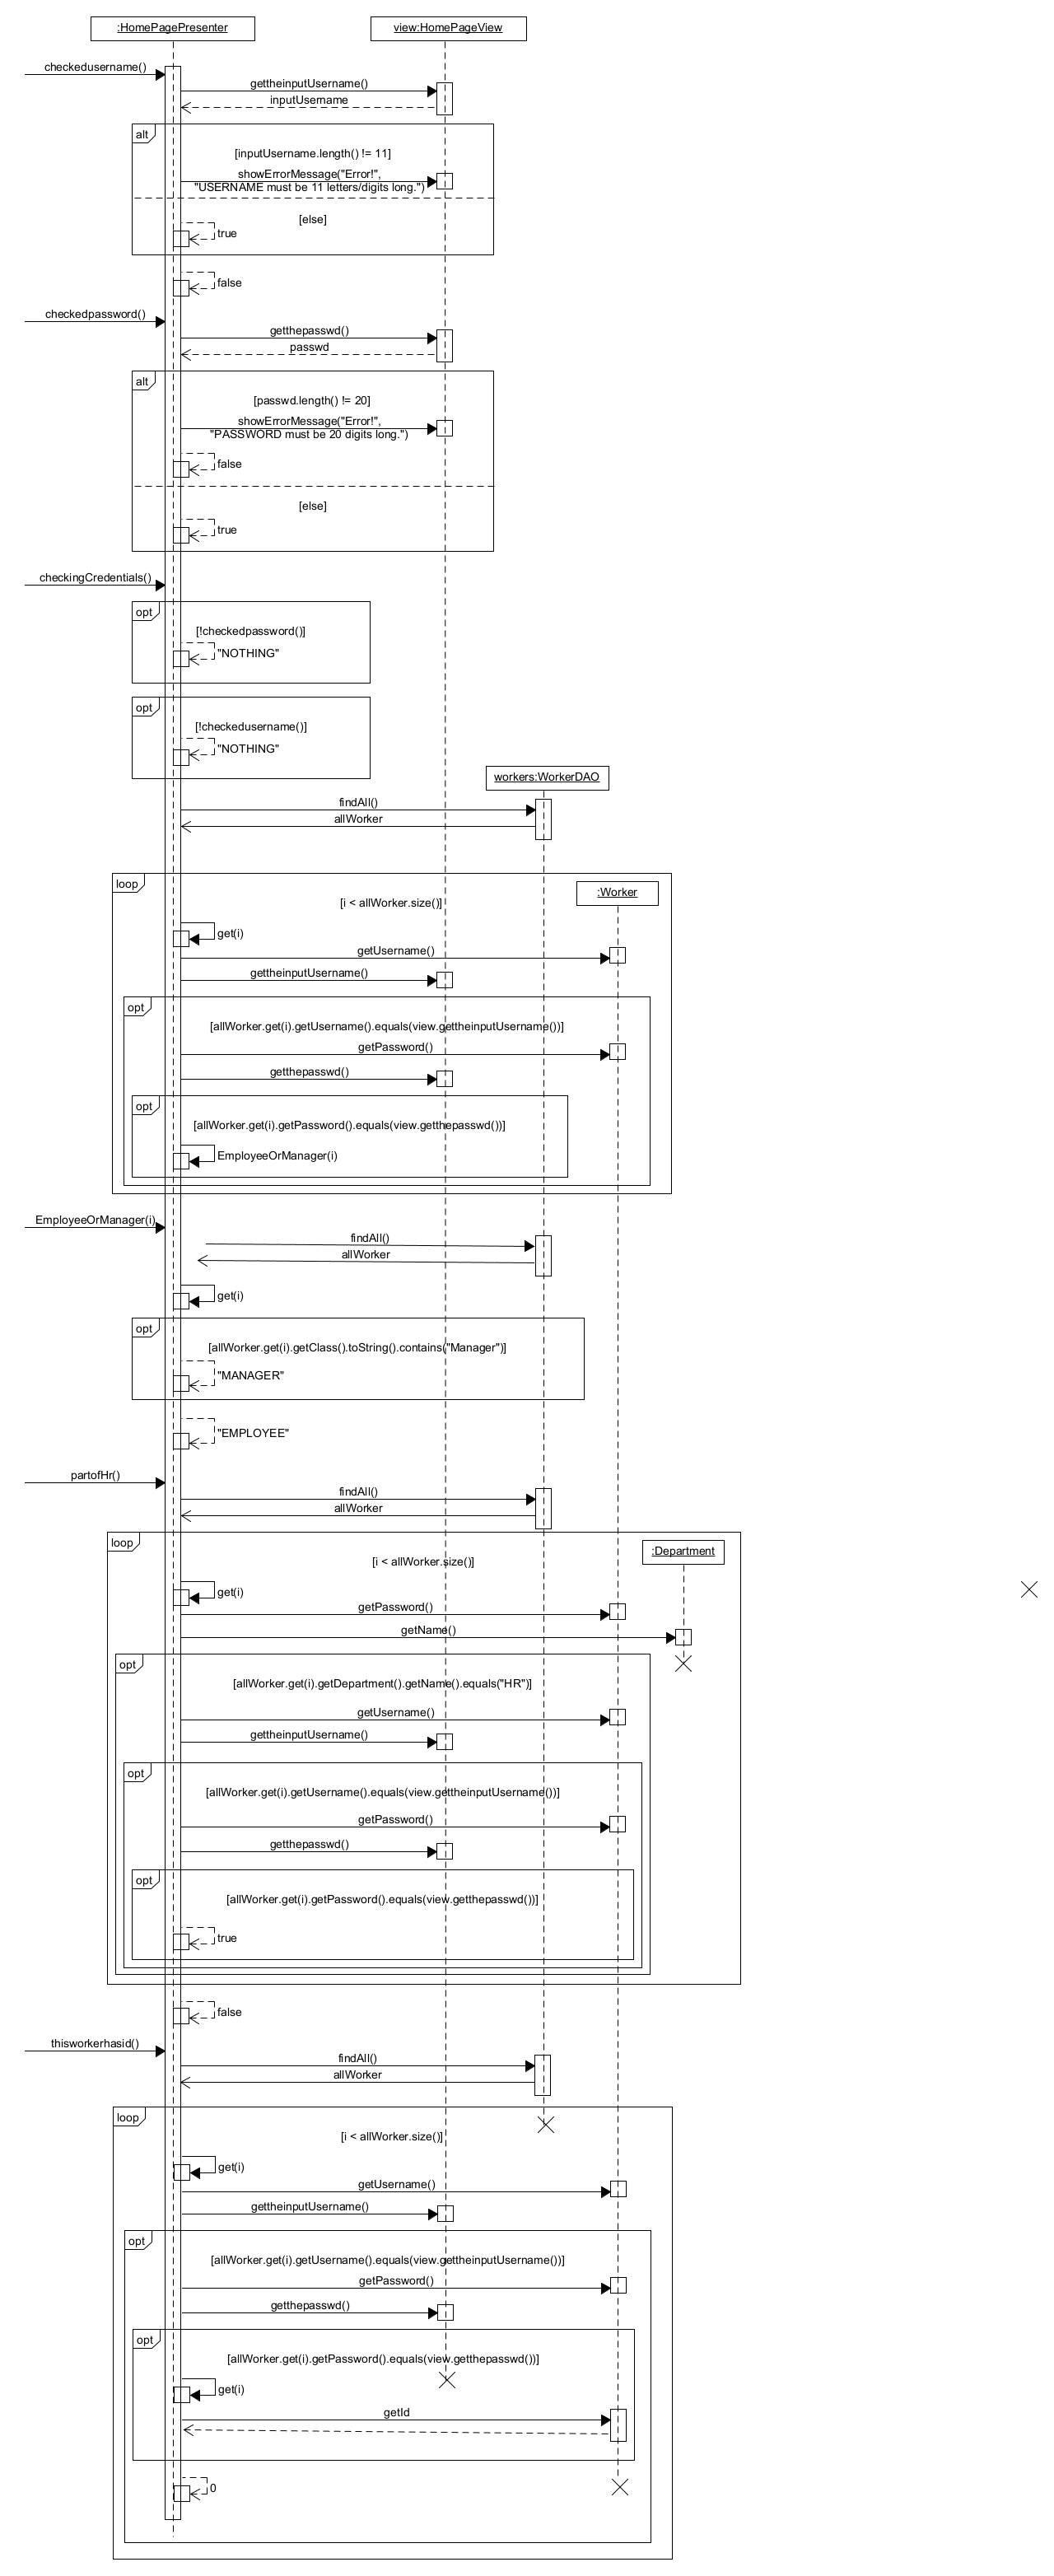 :HomePagePresenter
view:HomePageView
checkedusername()
gettheinputUsername()
inputUsername
alt
[inputUsername.length() != 11]
showErrorMessage("Error!",
"USERNAME must be 11 letters/digits long.")
[else]
true
false
checkedpassword()
getthepasswd()
passwd
alt
[passwd.length() != 20]
showErrorMessage("Error!",
"PASSWORD must be 20 digits long.")
false
[else]
true
checkingCredentials()
opt
[!checkedpassword()]
"NOTHING"
opt
[!checkedusername()]
"NOTHING"
workers:WorkerDAO
findAll()
allWorker
loop
:Worker
[i < allWorker.size()]
get(i)
getUsername()
gettheinputUsername()
opt
[allWorker.get(i).getUsername().equals(view.gettheinputUsername())]
getPassword()
getthepasswd()
opt
[allWorker.get(i).getPassword().equals(view.getthepasswd())]
EmployeeOrManager(i)
EmployeeOrManager(i)
findAll()
allWorker
get(i)
opt
[allWorker.get(i).getClass().toString().contains("Manager")]
"MANAGER"
"EMPLOYEE"
partofHr()
findAll()
allWorker
loop
:Department
[i < allWorker.size()]
get(i)
getPassword()
getName()
opt
[allWorker.get(i).getDepartment().getName().equals("HR")]
getUsername()
gettheinputUsername()
opt
[allWorker.get(i).getUsername().equals(view.gettheinputUsername())]
getPassword()
getthepasswd()
opt
[allWorker.get(i).getPassword().equals(view.getthepasswd())]
true
false
thisworkerhasid()
findAll()
allWorker
loop
[i < allWorker.size()]
get(i)
getUsername()
gettheinputUsername()
opt
[allWorker.get(i).getUsername().equals(view.gettheinputUsername())]
getPassword()
getthepasswd()
opt
[allWorker.get(i).getPassword().equals(view.getthepasswd())]
get(i)
getId
0